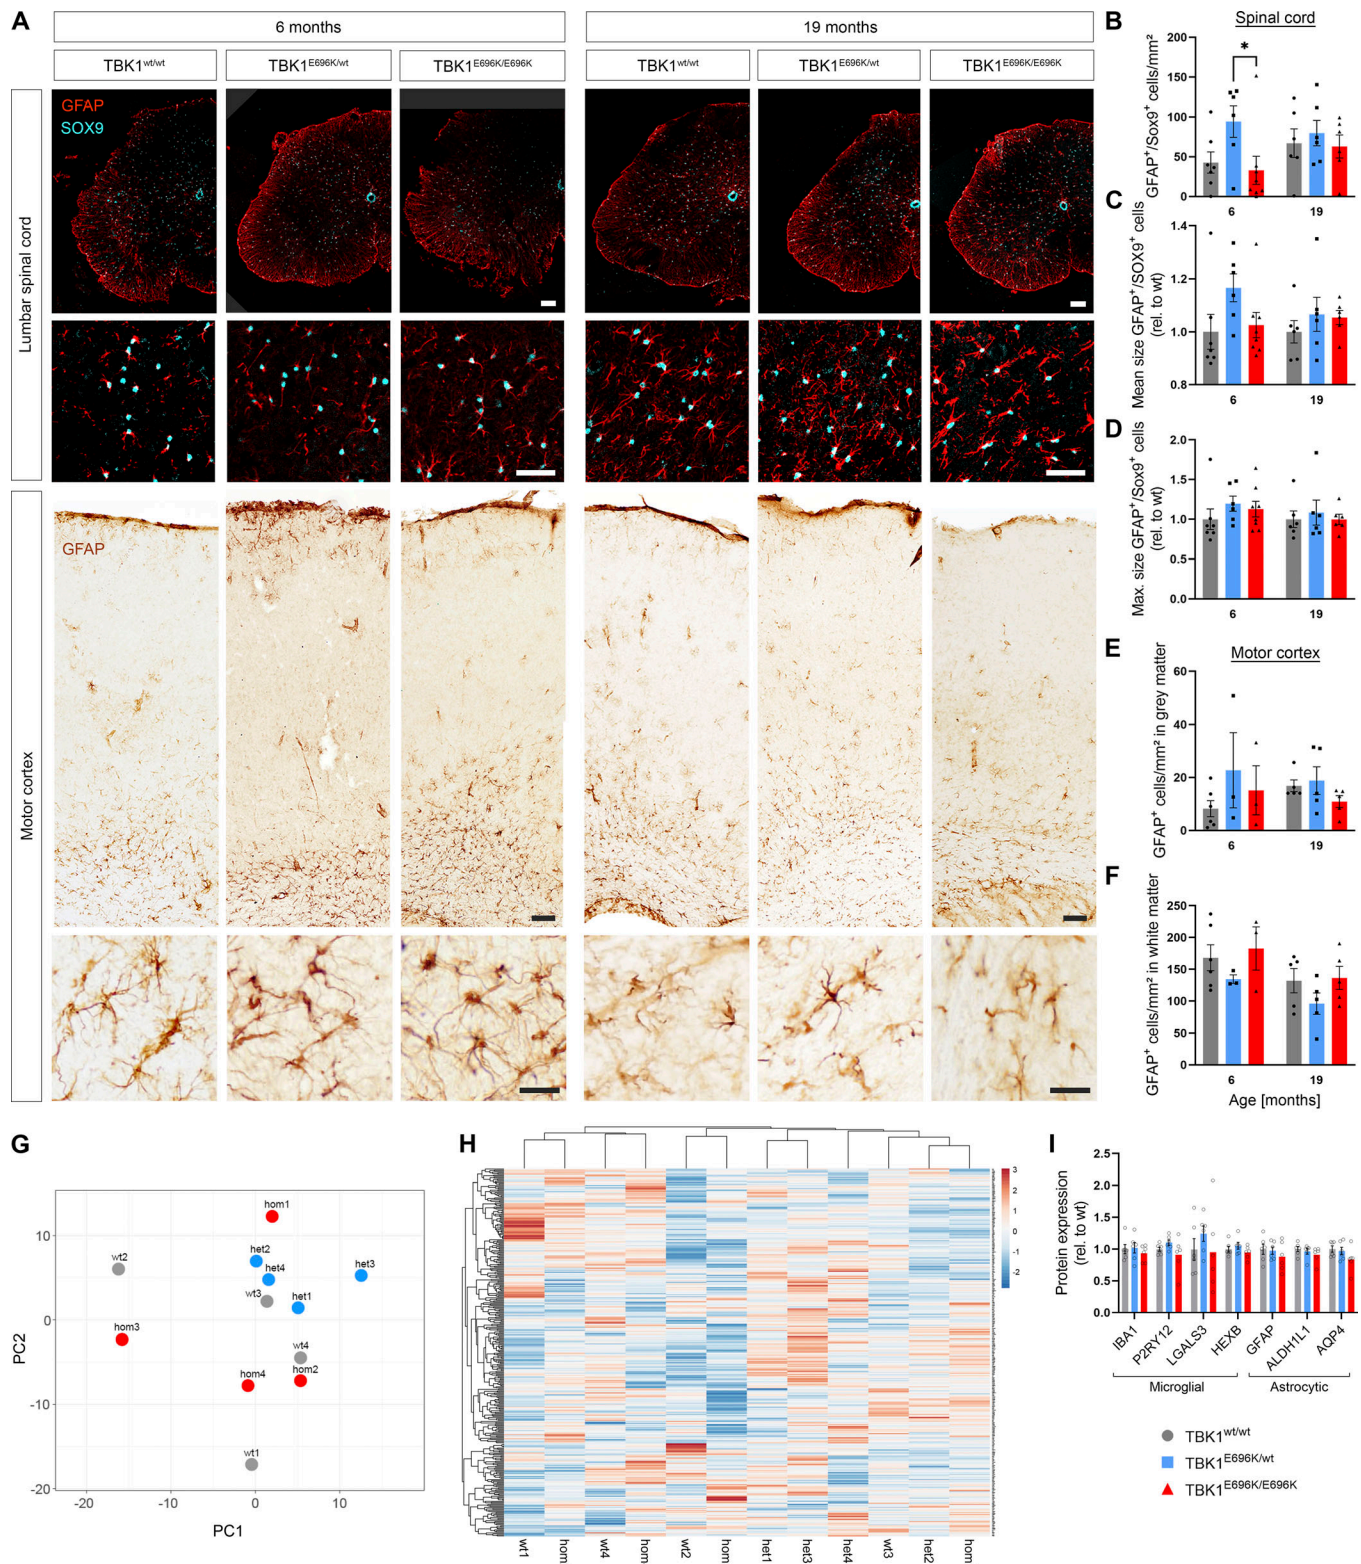 A
6 months
19 months
TBK1wt/wt
TBK1E696K/wt
TBK1E696K/E696K
TBK1wt/wt
TBK1E696K/wt
TBK1E696K/E696K
Lumbar spinal cord
GFAP
SOX9
Motor cortex
GFAP
B
Spinal cord
GFAP+/Sox9+ cells/mm²
200
150
100
50
0
*
6
19
C
Mean size GFAP+/SOX9+ cells
(rel. to wt)
1.4
1.2
1.0
0.8
6
19
D
Max. size GFAP+/Sox9+ cells
(rel. to wt)
2.0
1.5
1.0
0.5
0.0
6
19
E
Motor cortex
GFAP+ cells/mm² in grey matter
60
40
20
0
6
19
F
GFAP+ cells/mm² in white matter
250
200
150
100
50
0
6
19
Age [months]
G
PC2
10
0
-10
-20
hom1
wt2
het2
het4
het3
wt3
het1
hom3
wt4
hom2
hom4
wt1
-20
-10
0
10
PC1
H
3
2
1
0
-1
-2
wt1
hom
wt4
hom
wt2
hom
het1
het3
het4
wt3
het2
hom
I
Protein expression
(rel. to wt)
2.5
2.0
1.5
1.0
0.5
0.0
IBA1
P2RY12
LGALS3
HEXB
GFAP
ALDH1L1
AQP4
Microglial
Astrocytic
TBK1wt/wt
TBK1E696K/wt
TBK1E696K/E696K